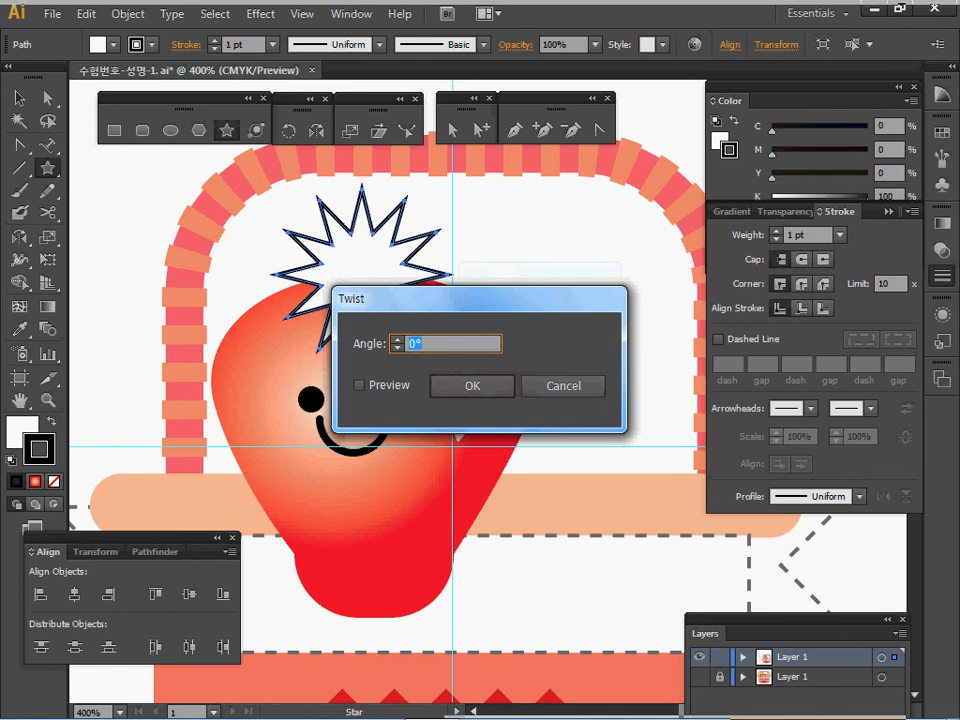 Ai File Edit Object Type Select Effect View Window Help Br Essentials
Path Stroke: 1 pt Uniform Basic Opacity: 100% Style: Align Transform
수험번호-성명-1. ai* @ 400% (CMYK/Preview) ×
Color
C 0 %
M 0 %
Y 0 %
K 100 %
Gradient Transparency Stroke
Weight: 1 pt
Cap:
Corner: Limit: 10 x
Align Stroke:
Dashed Line
dash gap dash gap dash gap
Arrowheads:
Scale: 100% 100%
Align:
Profile: Uniform
Twist
Angle: 0°
Preview OK Cancel
Align Transform Pathfinder
Align Objects:
Distribute Objects:
Layers
Layer 1
Layer 1
400% 1 Star